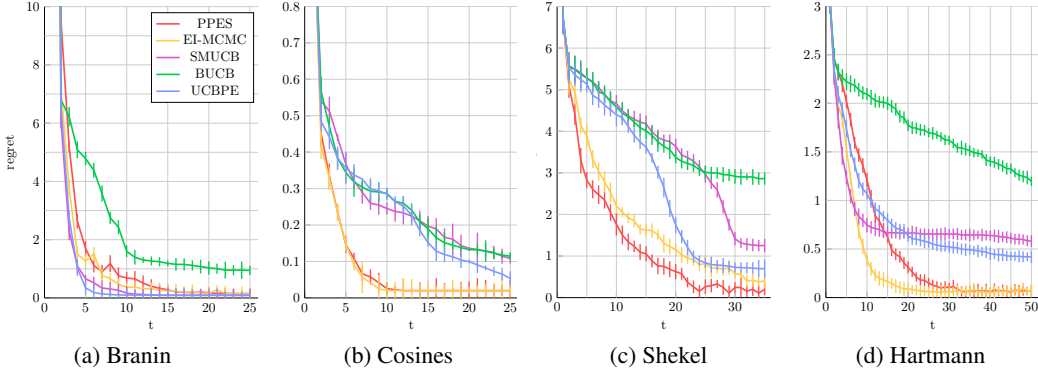 10
8
6
4
2
0
regret
0 5 10 15 20 25
t
PPES
EI-MCMC
SMUCB
BUCB
UCBPE
(a) Branin
0.8
0.6
0.5
0.4
0.3
0.2
0.1
0
0 5 10 15 20 25
t
(b) Cosines
7
6
5
4
3
2
1
0
0 10 20 30
t
(c) Shekel
3
2.5
2
1.5
1
0.5
0
0 10 20 30 40 50
t
(d) Hartmann